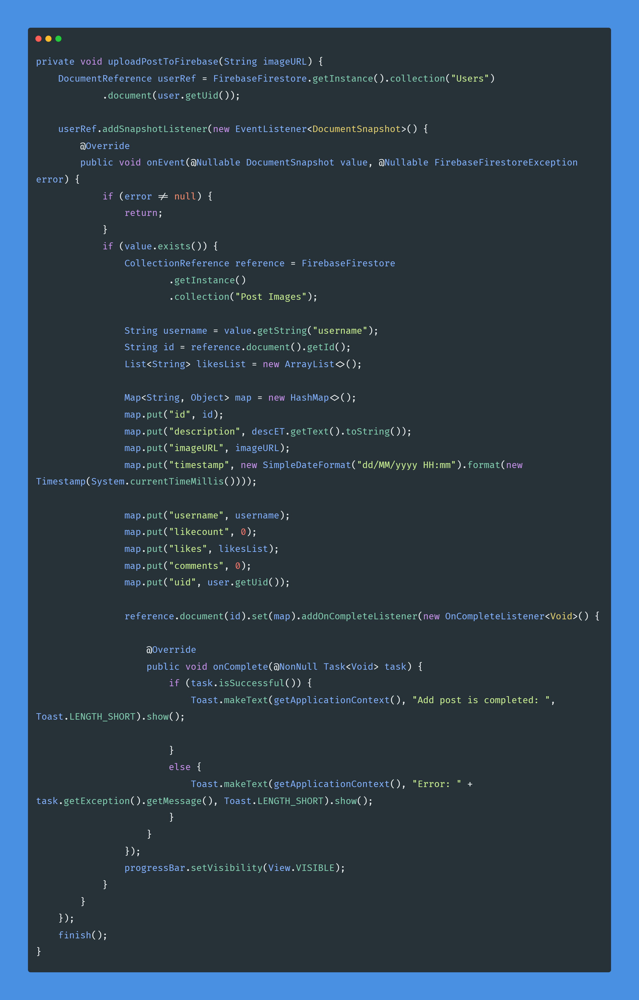 private void uploadPostToFirebase(String imageURL) {
    DocumentReference userRef = FirebaseFirestore.getInstance().collection("Users")
            .document(user.getUid());

    userRef.addSnapshotListener(new EventListener<DocumentSnapshot>() {
        @Override
        public void onEvent(@Nullable DocumentSnapshot value, @Nullable FirebaseFirestoreException
error) {
            if (error != null) {
                return;
            }
            if (value.exists()) {
                CollectionReference reference = FirebaseFirestore
                        .getInstance()
                        .collection("Post Images");

                String username = value.getString("username");
                String id = reference.document().getId();
                List<String> likesList = new ArrayList<>();

                Map<String, Object> map = new HashMap<>();
                map.put("id", id);
                map.put("description", descET.getText().toString());
                map.put("imageURL", imageURL);
                map.put("timestamp", new SimpleDateFormat("dd/MM/yyyy HH:mm").format(new
Timestamp(System.currentTimeMillis())));

                map.put("username", username);
                map.put("likecount", 0);
                map.put("likes", likesList);
                map.put("comments", 0);
                map.put("uid", user.getUid());

                reference.document(id).set(map).addOnCompleteListener(new OnCompleteListener<Void>() {

                    @Override
                    public void onComplete(@NonNull Task<Void> task) {
                        if (task.isSuccessful()) {
                            Toast.makeText(getApplicationContext(), "Add post is completed: ",
Toast.LENGTH_SHORT).show();

                        }
                        else {
                            Toast.makeText(getApplicationContext(), "Error: " +
task.getException().getMessage(), Toast.LENGTH_SHORT).show();
                        }
                    }
                });
                progressBar.setVisibility(View.VISIBLE);
            }
        }
    });
    finish();
}